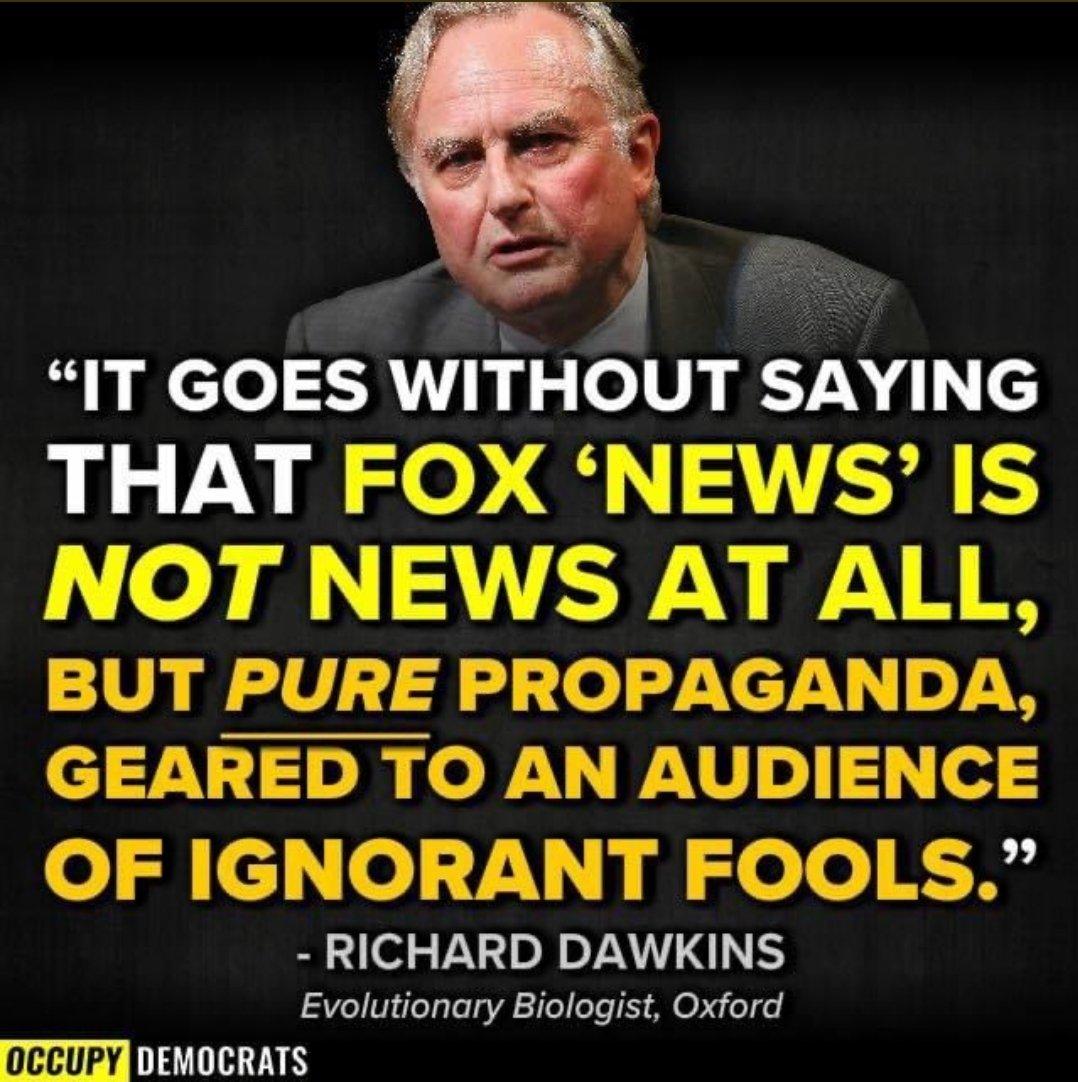 “IT GOES WITHOUT SAYING
THAT FOX ‘NEWS’ IS
NOT NEWS AT ALL,
BUT PURE PROPAGANDA,
GEARED TO AN AUDIENCE
OF IGNORANT FOOLS.”
- RICHARD DAWKINS
Evolutionary Biologist, Oxford
OCCUPY DEMOCRATS